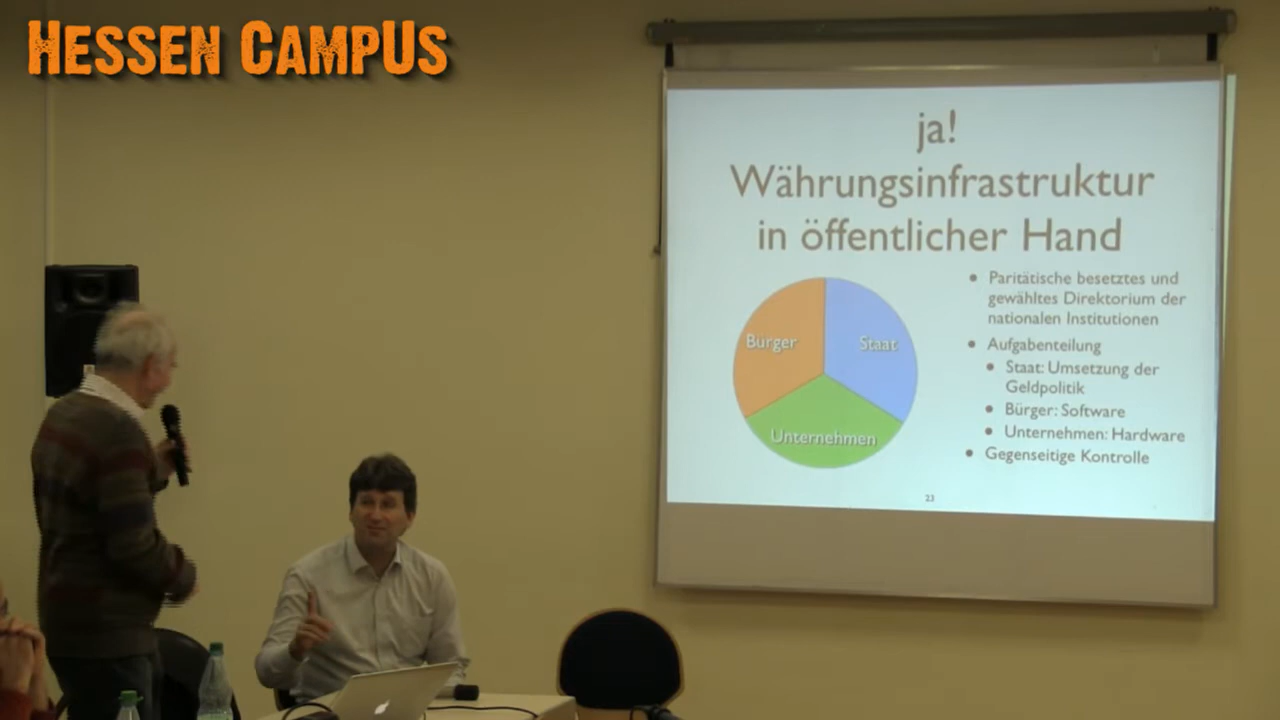 HESSEN CAMPUS
ja!
Währungsinfrastruktur
in öffentlicher Hand
Bürger
Staat
Unternehmen
Paritätische besetztes und
gewähltes Direktorium der
nationalen Institutionen
Aufgabenteilung
Staat: Umsetzung der
Geldpolitik
Bürger: Software
Unternehmen: Hardware
Gegenseitige Kontrolle
23